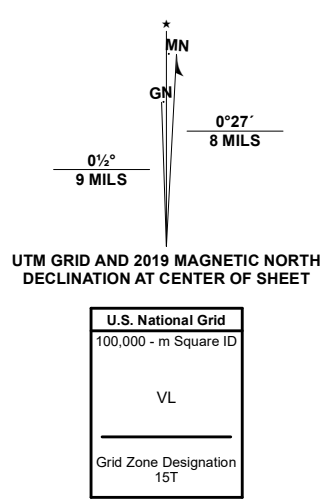 ★
MN
GN
0°27´
8 MILS
0½°
9 MILS
UTM GRID AND 2019 MAGNETIC NORTH
DECLINATION AT CENTER OF SHEET
U.S. National Grid
100,000 - m Square ID
VL
Grid Zone Designation
15T